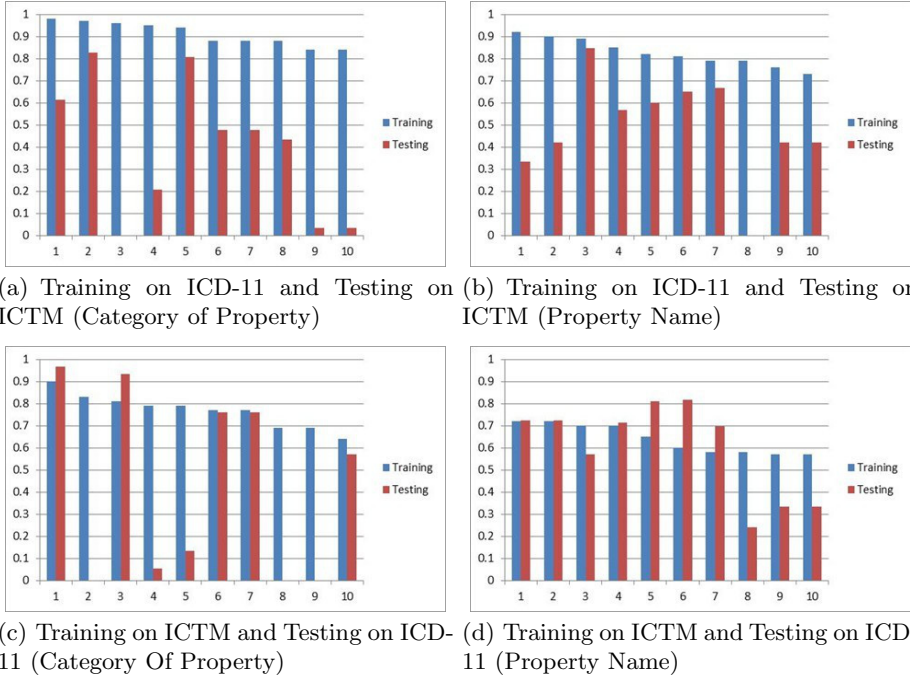 1
0.9
0.8
0.7
0.6
0.5
0.4
0.3
0.2
0.1
0
1 2 3 4 5 6 7 8 9 10
Training
Testing
1
0.9
0.8
0.7
0.6
0.5
0.4
0.3
0.2
0.1
0
1 2 3 4 5 6 7 8 9 10
Training
Testing
(a) Training on ICD-11 and Testing on
ICTM (Category of Property)
(b) Training on ICD-11 and Testing on
ICTM (Property Name)
1
0.9
0.8
0.7
0.6
0.5
0.4
0.3
0.2
0.1
0
1 2 3 4 5 6 7 8 9 10
Training
Testing
1
0.9
0.8
0.7
0.6
0.5
0.4
0.3
0.2
0.1
0
1 2 3 4 5 6 7 8 9 10
Training
Testing
(c) Training on ICTM and Testing on ICD-
11 (Category Of Property)
(d) Training on ICTM and Testing on ICD
11 (Property Name)